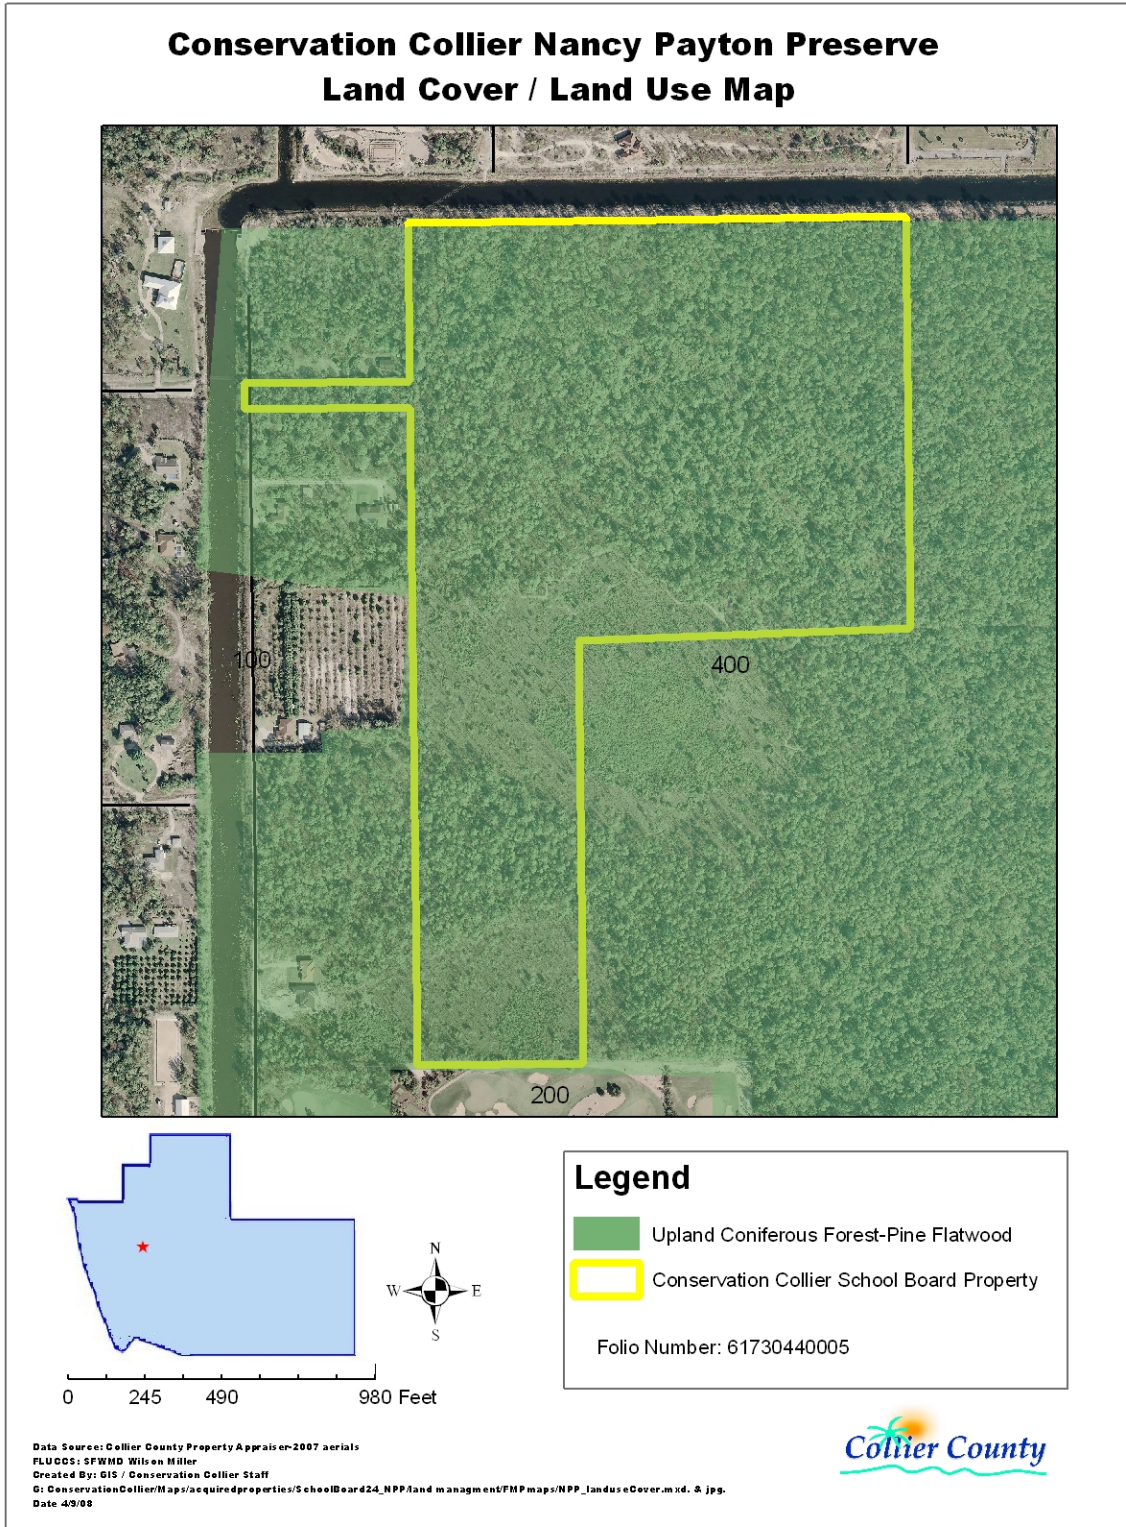 Conservation Collier Nancy Payton Preserve
Land Cover / Land Use Map
100
400
200
Legend
Upland Coniferous Forest-Pine Flatwood
Conservation Collier School Board Property
Folio Number: 61730440005
N
W E
S
0 245 490 980 Feet
Collier County
Data Source: Collier County Property Appraiser-2007 aerials
FLUCCS: SFWMD Wilson Miller
Created By: GIS / Conservation Collier Staff
G: ConservationCollier/Maps/acquiredproperties/SchoolBoard24_NPP/land managment/FMPmaps/NPP_landuseCover.mxd. & jpg.
Date 4/9/08